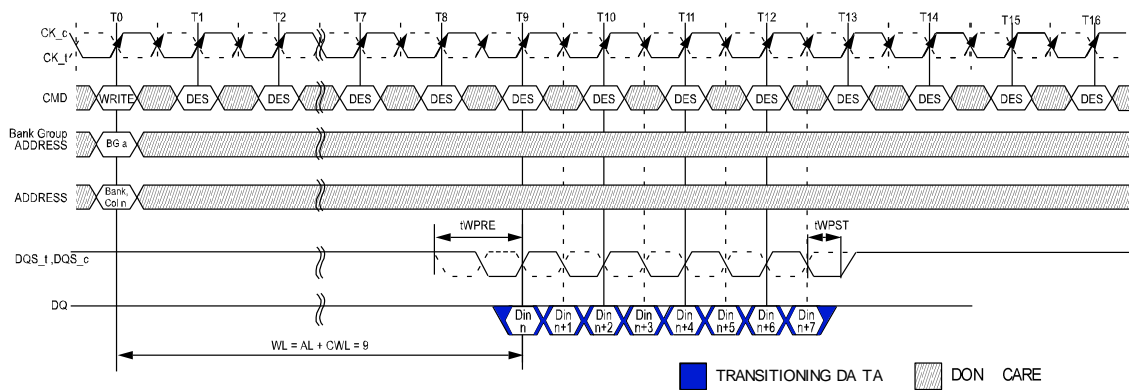 T0 T1 T2 T7 T8 T9 T10 T11 T12 T13 T14 T15 T16
CK_c
CK_t
CMD WRITE DES DES DES DES DES DES DES DES DES DES DES DES
Bank Group
ADDRESS
BG a
ADDRESS
Bank,
Col n
tWPRE tWPST
DQS_t ,DQS_c
DQ
Din Din Din Din Din Din Din Din
n n+1 n+2 n+3 n+4 n+5 n+6 n+7
WL = AL + CWL = 9
TRANSITIONING DA TA DON CARE